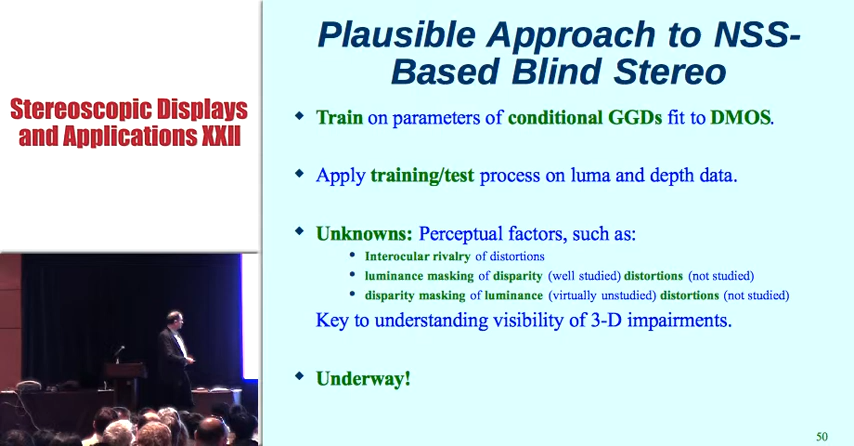 Stereoscopic Displays
and Applications XXII
Plausible Approach to NSS-
Based Blind Stereo
Train on parameters of conditional GGDs fit to DMOS.
Apply training/test process on luma and depth data.
Unknowns: Perceptual factors, such as:
Interocular rivalry of distortions
luminance masking of disparity (well studied) distortions (not studied)
disparity masking of luminance (virtually unstudied) distortions (not studied)
Key to understanding visibility of 3-D impairments.
Underway!
50